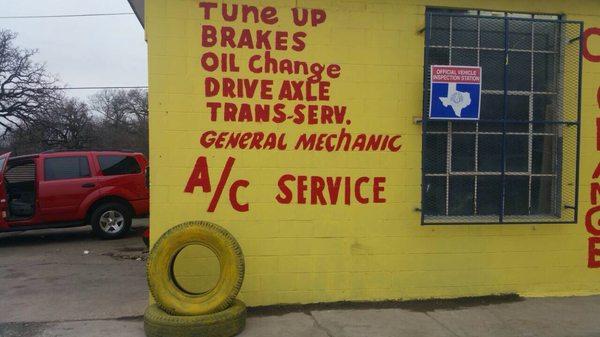 Tune up
BRAKES
Oil Change
DRIVE AXLE
TRANS-SERV.
GENERAL MECHANIC
A/C SERVICE
OFFICIAL VEHICLE
INSPECTION STATION